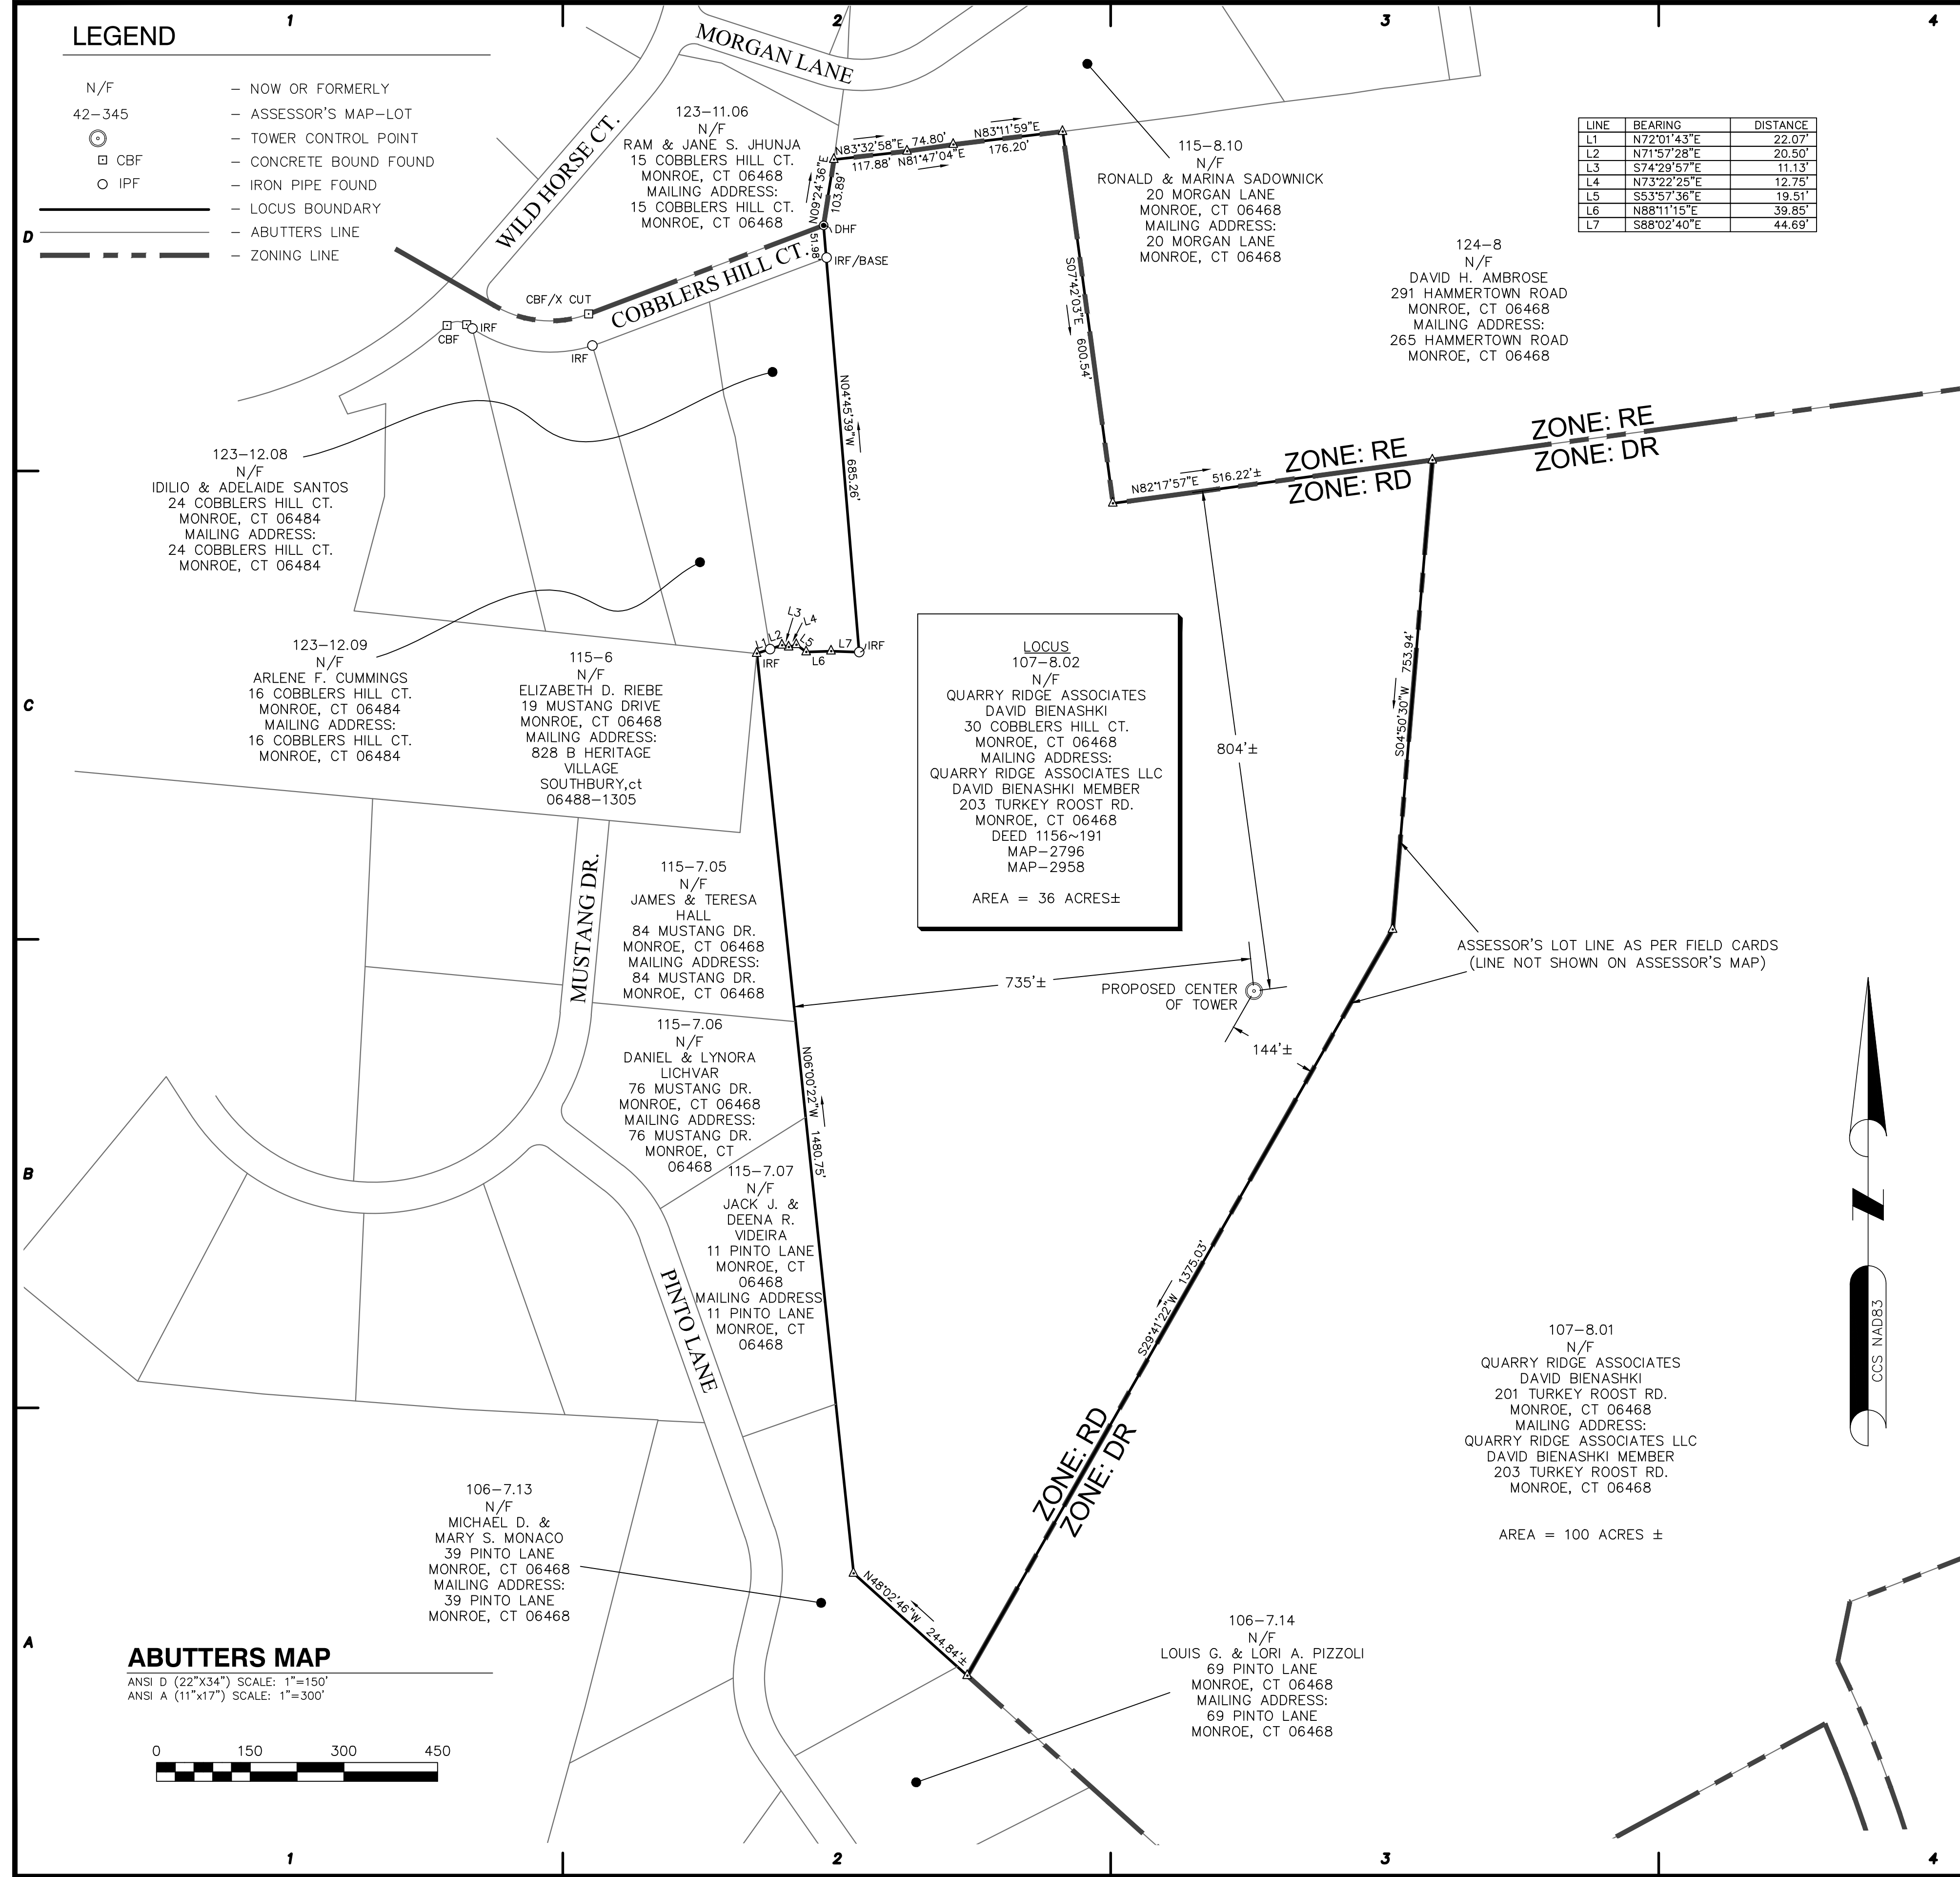 1
2
3
4
LEGEND
N/F – NOW OR FORMERLY
42-345 – ASSESSOR'S MAP-LOT
– TOWER CONTROL POINT
CBF – CONCRETE BOUND FOUND
IPF – IRON PIPE FOUND
– LOCUS BOUNDARY
– ABUTTERS LINE
– ZONING LINE
MORGAN LANE
WILD HORSE CT.
COBBLERS HILL CT.
123-11.06
N/F
RAM & JANE S. JHUNJA
15 COBBLERS HILL CT.
MONROE, CT 06468
MAILING ADDRESS:
15 COBBLERS HILL CT.
MONROE, CT 06468
N83°32'58"E
117.88'
74.80'
N81°47'04"E
N83°11'59"E
176.20'
N09°24'36"E
103.89'
DHF
51.98'
IRF/BASE
CBF/X CUT
CBF
IRF
IRF
115-8.10
N/F
RONALD & MARINA SADOWNICK
20 MORGAN LANE
MONROE, CT 06468
MAILING ADDRESS:
20 MORGAN LANE
MONROE, CT 06468
LINE BEARING DISTANCE
L1 N72°01'43"E 22.07'
L2 N71°57'28"E 20.50'
L3 S74°29'57"E 11.13'
L4 N73°22'25"E 12.75'
L5 S53°57'36"E 19.51'
L6 N88°11'15"E 39.85'
L7 S88°02'40"E 44.69'
124-8
N/F
DAVID H. AMBROSE
291 HAMMERTOWN ROAD
MONROE, CT 06468
MAILING ADDRESS:
265 HAMMERTOWN ROAD
MONROE, CT 06468
D
S07°42'03"E 600.54'
N04°45'39"W 685.26'
N82°17'57"E 516.22'±
ZONE: RE
ZONE: RD
ZONE: RE
ZONE: DR
123-12.08
N/F
IDILIO & ADELAIDE SANTOS
24 COBBLERS HILL CT.
MONROE, CT 06484
MAILING ADDRESS:
24 COBBLERS HILL CT.
MONROE, CT 06484
123-12.09
N/F
ARLENE F. CUMMINGS
16 COBBLERS HILL CT.
MONROE, CT 06484
MAILING ADDRESS:
16 COBBLERS HILL CT.
MONROE, CT 06484
L1
L2
L3
L4
L5
L6
L7
IRF
IRF
115-6
N/F
ELIZABETH D. RIEBE
19 MUSTANG DRIVE
MONROE, CT 06468
MAILING ADDRESS:
828 B HERITAGE
VILLAGE
SOUTHBURY,ct
06488-1305
LOCUS
107-8.02
N/F
QUARRY RIDGE ASSOCIATES
DAVID BIENASHKI
30 COBBLERS HILL CT.
MONROE, CT 06468
MAILING ADDRESS:
QUARRY RIDGE ASSOCIATES LLC
DAVID BIENASHKI MEMBER
203 TURKEY ROOST RD.
MONROE, CT 06468
DEED 1156~191
MAP-2796
MAP-2958
AREA = 36 ACRES±
C
804'±
S04°50'30"W 753.94'
MUSTANG DR.
115-7.05
N/F
JAMES & TERESA
HALL
84 MUSTANG DR.
MONROE, CT 06468
MAILING ADDRESS:
84 MUSTANG DR.
MONROE, CT 06468
735'±
PROPOSED CENTER
OF TOWER
144'±
ASSESSOR'S LOT LINE AS PER FIELD CARDS
(LINE NOT SHOWN ON ASSESSOR'S MAP)
115-7.06
N/F
DANIEL & LYNORA
LICHVAR
76 MUSTANG DR.
MONROE, CT 06468
MAILING ADDRESS:
76 MUSTANG DR.
MONROE, CT
06468
N06°00'22"W 1480.75'
B
115-7.07
N/F
JACK J. &
DEENA R.
VIDEIRA
11 PINTO LANE
MONROE, CT
06468
MAILING ADDRESS
11 PINTO LANE
MONROE, CT
06468
PINTO LANE
S29°41'22"W 1375.03'
ZONE: RD
ZONE: DR
N
CCS NAD83
107-8.01
N/F
QUARRY RIDGE ASSOCIATES
DAVID BIENASHKI
201 TURKEY ROOST RD.
MONROE, CT 06468
MAILING ADDRESS:
QUARRY RIDGE ASSOCIATES LLC
DAVID BIENASHKI MEMBER
203 TURKEY ROOST RD.
MONROE, CT 06468
AREA = 100 ACRES ±
106-7.13
N/F
MICHAEL D. &
MARY S. MONACO
39 PINTO LANE
MONROE, CT 06468
MAILING ADDRESS:
39 PINTO LANE
MONROE, CT 06468
N48°02'46"W 244.84'±
A
106-7.14
N/F
LOUIS G. & LORI A. PIZZOLI
69 PINTO LANE
MONROE, CT 06468
MAILING ADDRESS:
69 PINTO LANE
MONROE, CT 06468
ABUTTERS MAP
ANSI D (22"X34") SCALE: 1"=150'
ANSI A (11"x17") SCALE: 1"=300'
0 150 300 450
1
2
3
4